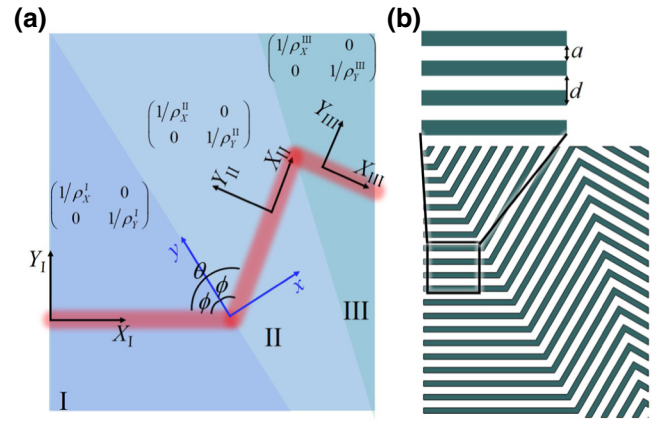 (a)
(b)
1/ρ_X^III 0
0 1/ρ_Y^III
1/ρ_X^II 0
0 1/ρ_Y^II
1/ρ_X^I 0
0 1/ρ_Y^I
a
d
Y_III
X_III
X_II
Y_II
Y_I
X_I
y
x
θ
ϕ
ϕ
I
II
III